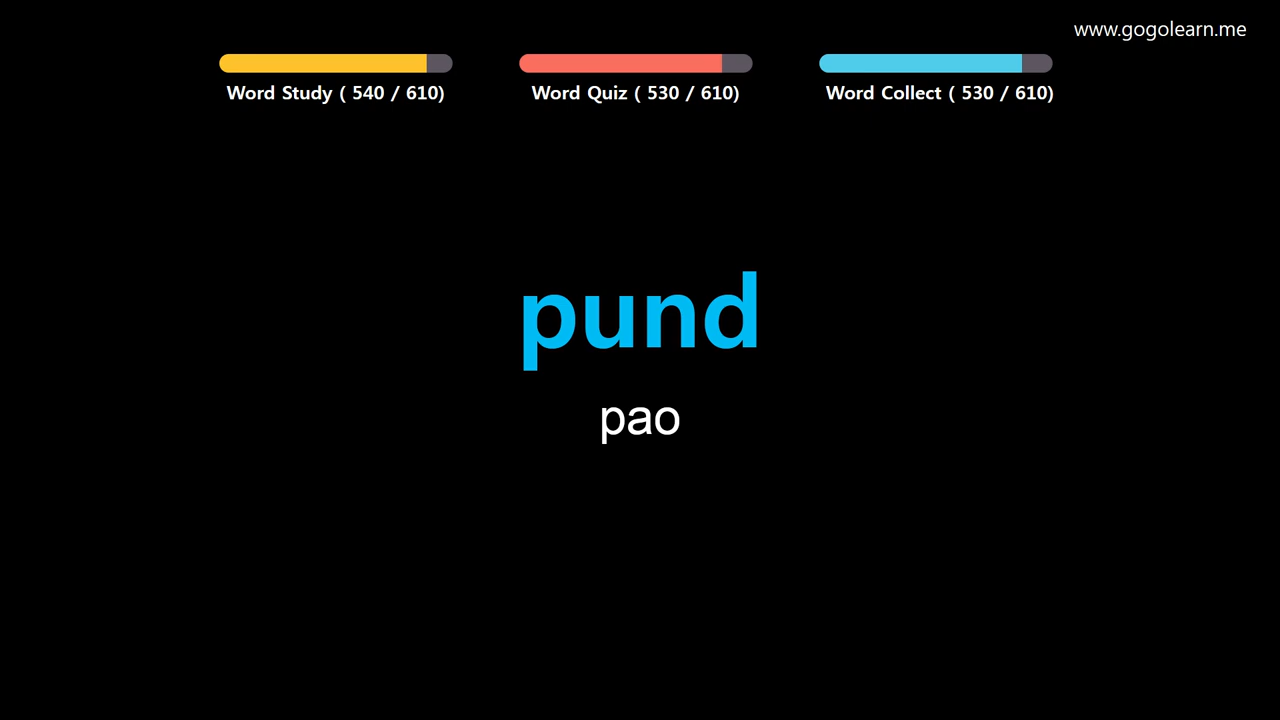 www.gogolearn.me
Word Study ( 540 / 610)
Word Quiz ( 530 / 610)
Word Collect ( 530 / 610)
pund
pao